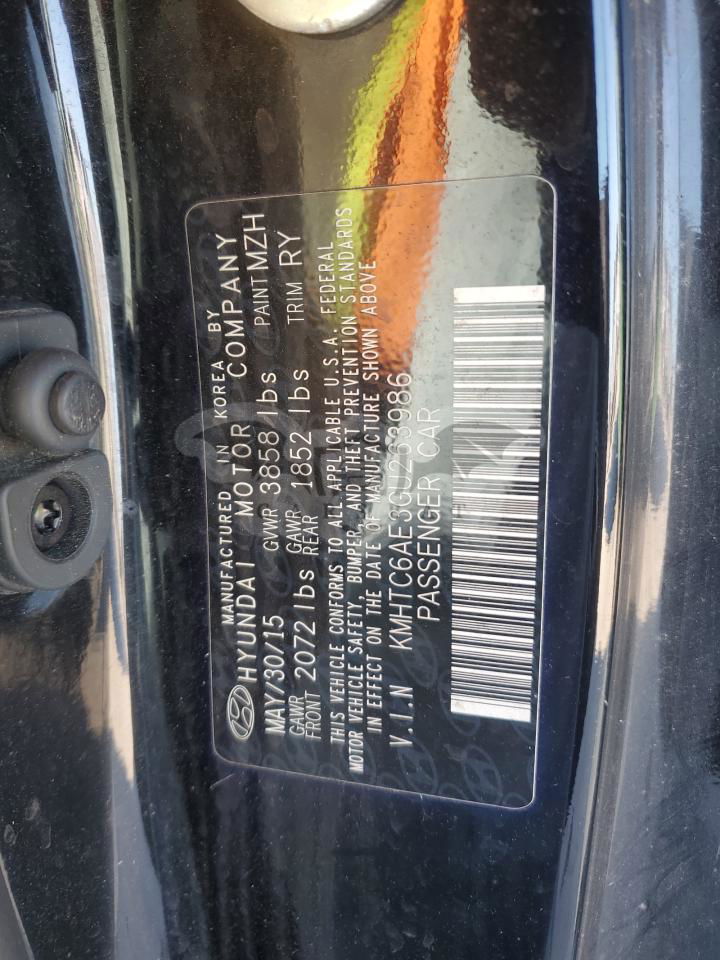 MANUFACTURED IN KOREA BY
HYUNDAI MOTOR COMPANY
MAY/30/15 GVWR 3858 lbs PAINT MZH
GAWR FRONT 2072 lbs GAWR REAR 1852 lbs TRIM RY
THIS VEHICLE CONFORMS TO ALL APPLICABLE U.S.A. FEDERAL
MOTOR VEHICLE SAFETY, BUMPER, AND THEFT PREVENTION STANDARDS
IN EFFECT ON THE DATE OF MANUFACTURE SHOWN ABOVE
V.I.N
PASSENGER CAR